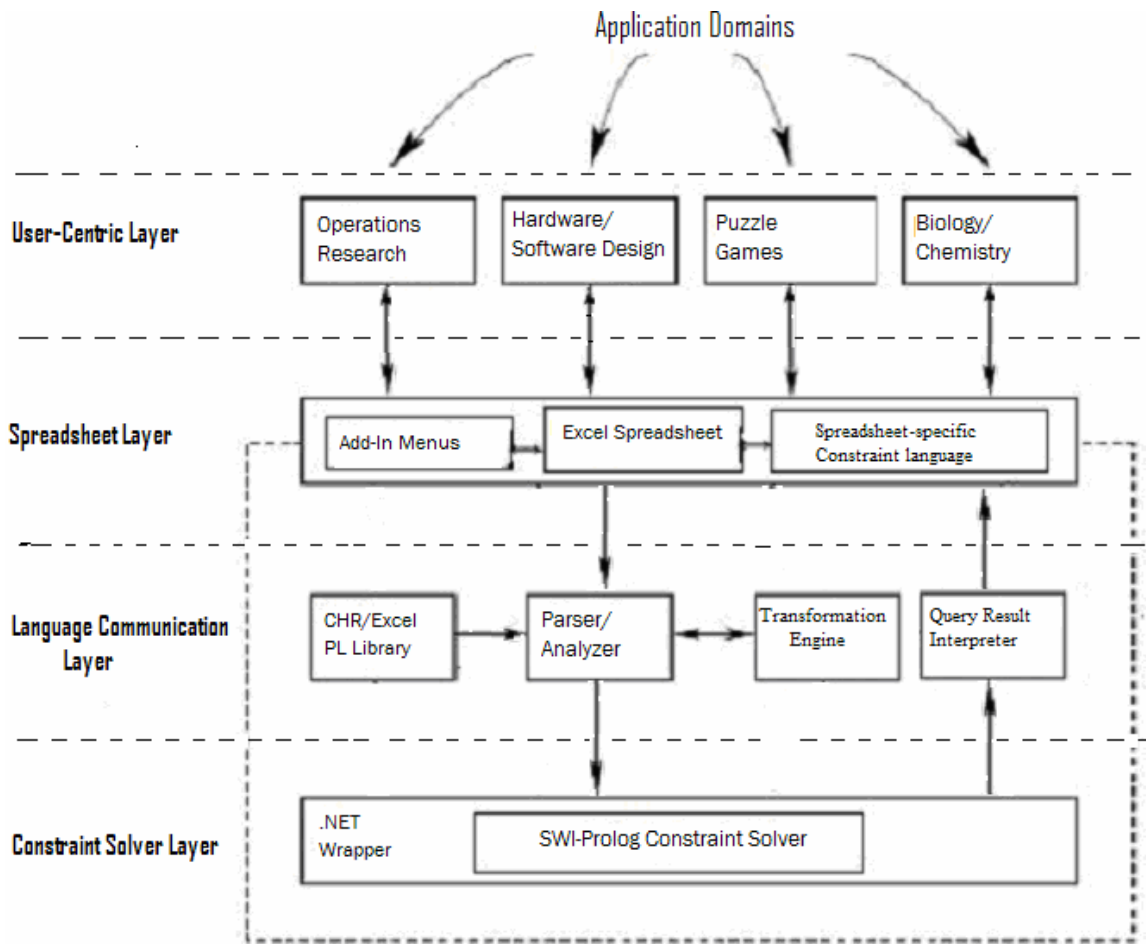 Application Domains
User-Centric Layer
Operations
Research
Hardware/
Software Design
Puzzle
Games
Biology/
Chemistry
Spreadsheet Layer
Add-In Menus
Excel Spreadsheet
Spreadsheet-specific
Constraint language
Language Communication
Layer
CHR/Excel
PL Library
Parser/
Analyzer
Transformation
Engine
Query Result
Interpreter
Constraint Solver Layer
.NET
Wrapper
SWI-Prolog Constraint Solver